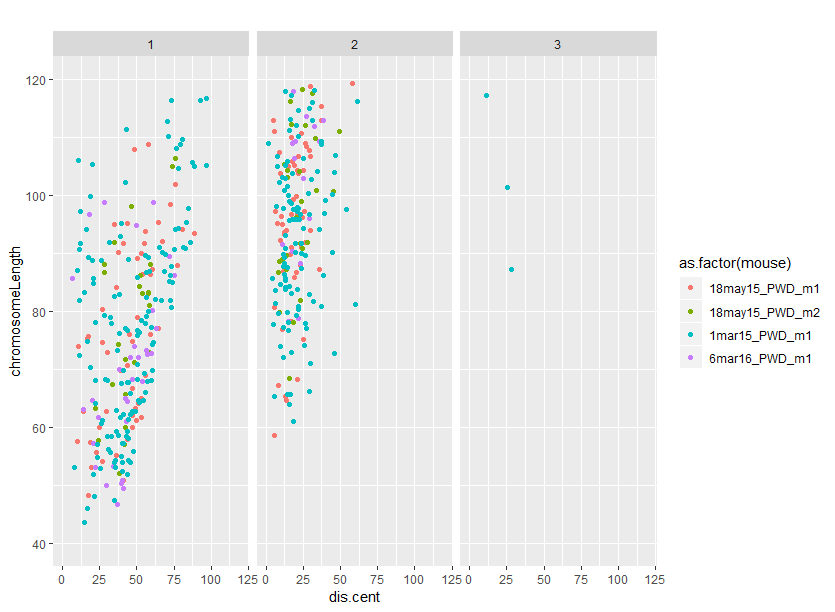 1 2 3
120
100
80
60
40
chromosomeLength
0 25 50 75 100 125 0 25 50 75 100 125 0 25 50 75 100 125
dis.cent
as.factor(mouse)
18may15_PWD_m1
18may15_PWD_m2
1mar15_PWD_m1
6mar16_PWD_m1